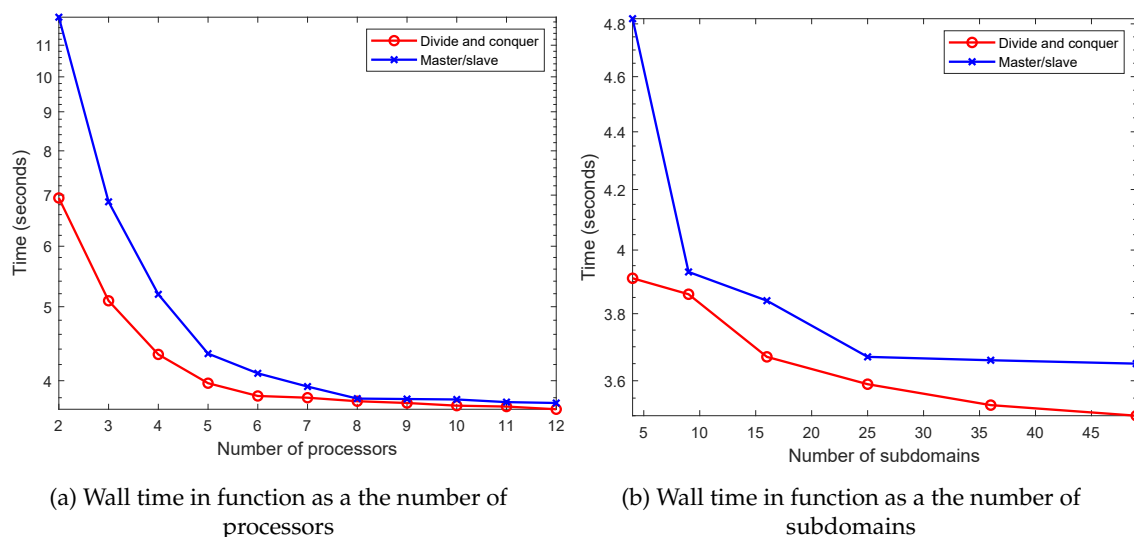 11
10
9
8
7
6
5
4
Time (seconds)
2 3 4 5 6 7 8 9 10 11 12
Number of processors
Divide and conquer
Master/slave
(a) Wall time in function as a the number of
processors
4.8
4.6
4.4
4.2
4
3.8
3.6
Time (seconds)
5 10 15 20 25 30 35 40 45
Number of subdomains
Divide and conquer
Master/slave
(b) Wall time in function as a the number of
subdomains